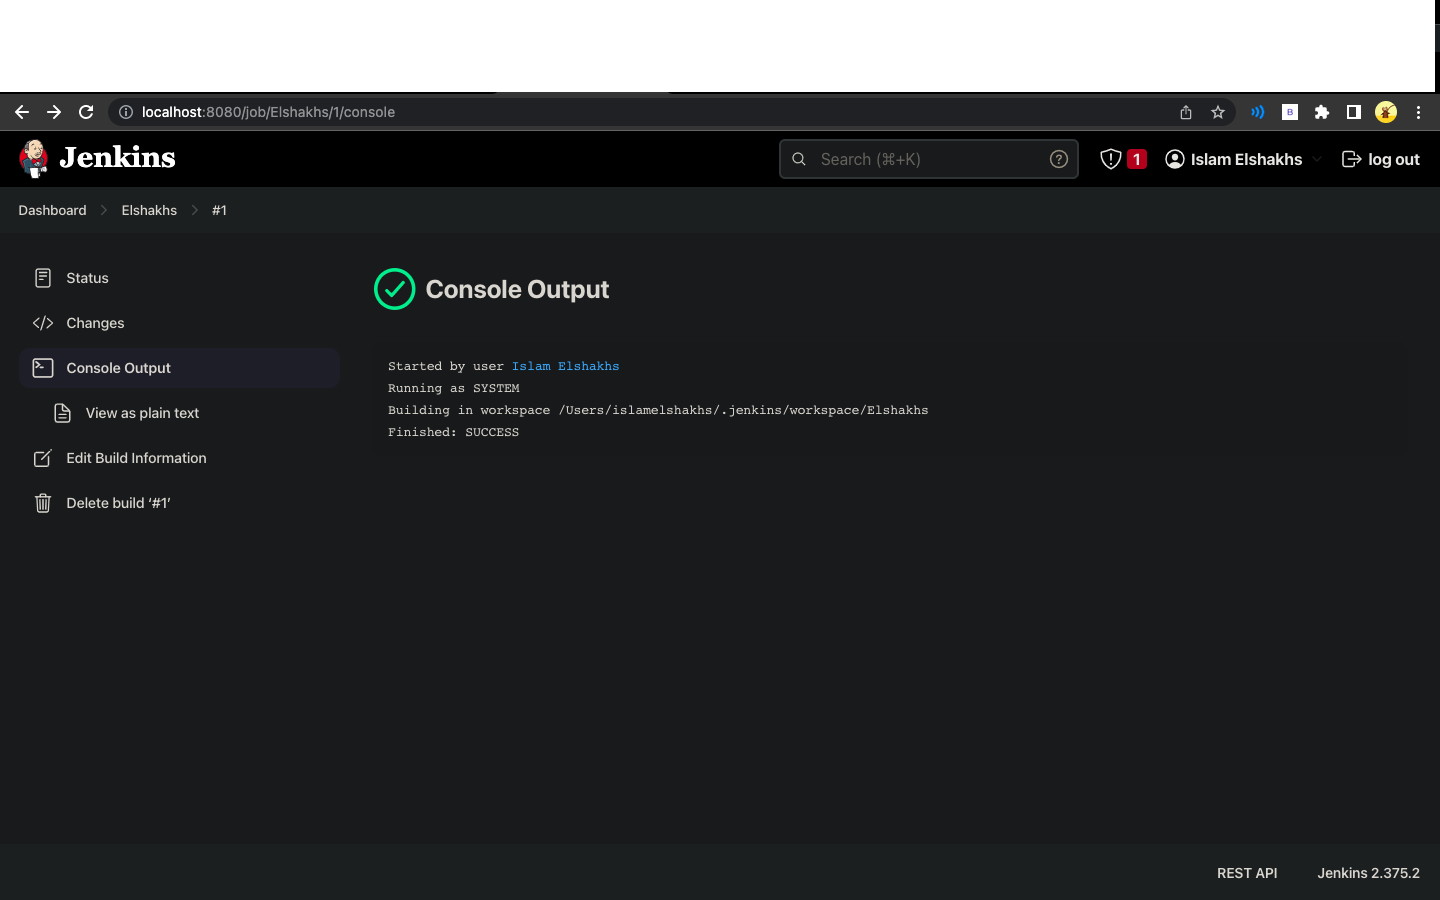 localhost:8080/job/Elshakhs/1/console
B
Jenkins
Search (⌘+K)
?
1
Islam Elshakhs
log out
Dashboard
Elshakhs
#1
Status
Changes
Console Output
View as plain text
Edit Build Information
Delete build ‘#1’
Console Output
Started by user Islam Elshakhs
Running as SYSTEM
Building in workspace /Users/islamelshakhs/.jenkins/workspace/Elshakhs
Finished: SUCCESS
REST API
Jenkins 2.375.2